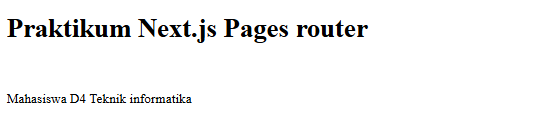 Praktikum Next.js Pages router
Mahasiswa D4 Teknik informatika